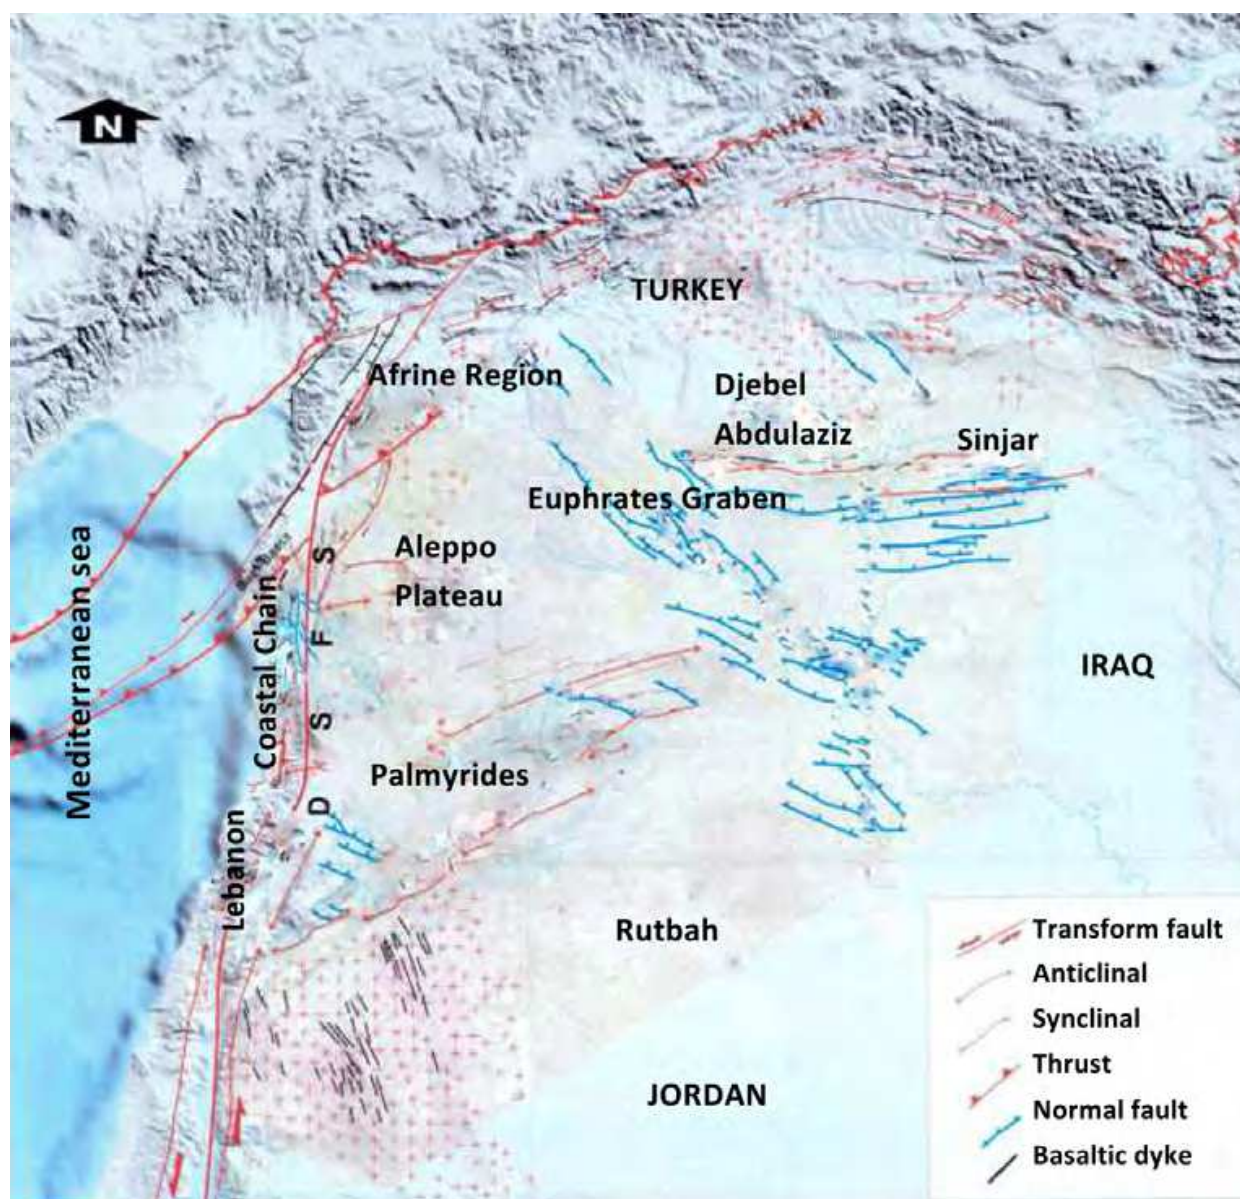 N
TURKEY
Afrine Region
Djebel
Abdulaziz
Sinjar
Euphrates Graben
Aleppo
Plateau
Mediterranean sea
Coastal Chain
D S F S
IRAQ
Palmyrides
Lebanon
Rutbah
JORDAN
Transform fault
Anticlinal
Synclinal
Thrust
Normal fault
Basaltic dyke